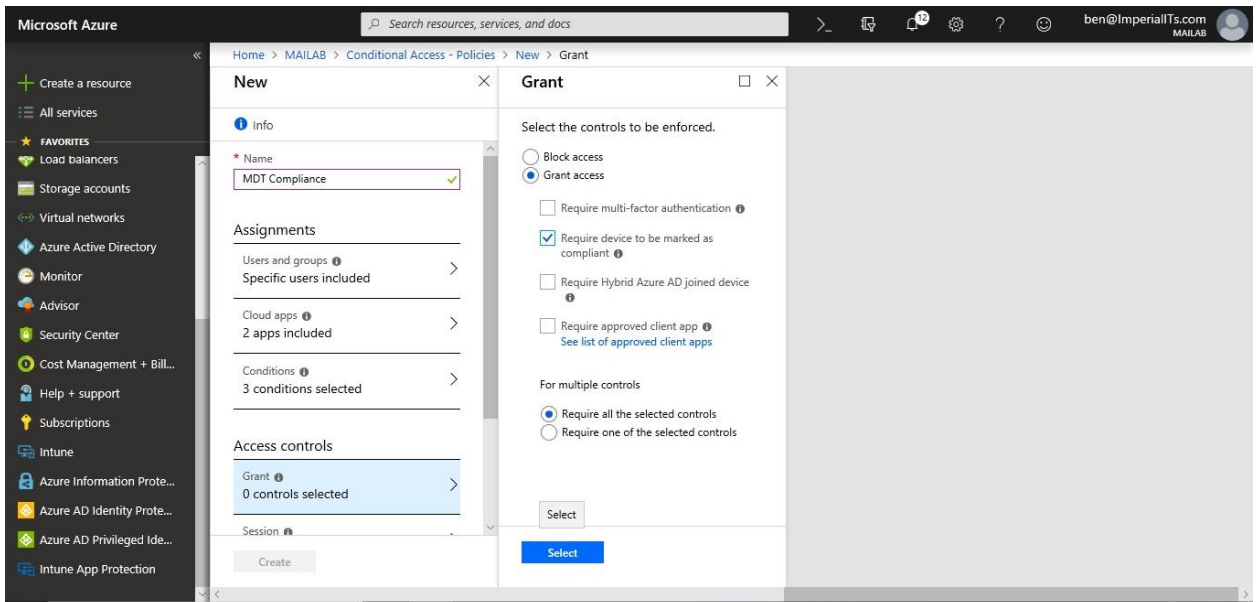 Microsoft Azure
Search resources, services, and docs
12
ben@ImperialITs.com
MAILAB
Home > MAILAB > Conditional Access - Policies > New > Grant
Create a resource
All services
FAVORITES
Load balancers
Storage accounts
Virtual networks
Azure Active Directory
Monitor
Advisor
Security Center
Cost Management + Bill...
Help + support
Subscriptions
Intune
Azure Information Prote...
Azure AD Identity Prote...
Azure AD Privileged Ide...
Intune App Protection
New
Info
* Name
MDT Compliance
Assignments
Users and groups
Specific users included
Cloud apps
2 apps included
Conditions
3 conditions selected
Access controls
Grant
0 controls selected
Session
Create
Grant
Select the controls to be enforced.
Block access
Grant access
Require multi-factor authentication
Require device to be marked as
compliant
Require Hybrid Azure AD joined device
Require approved client app
See list of approved client apps
For multiple controls
Require all the selected controls
Require one of the selected controls
Select
Select